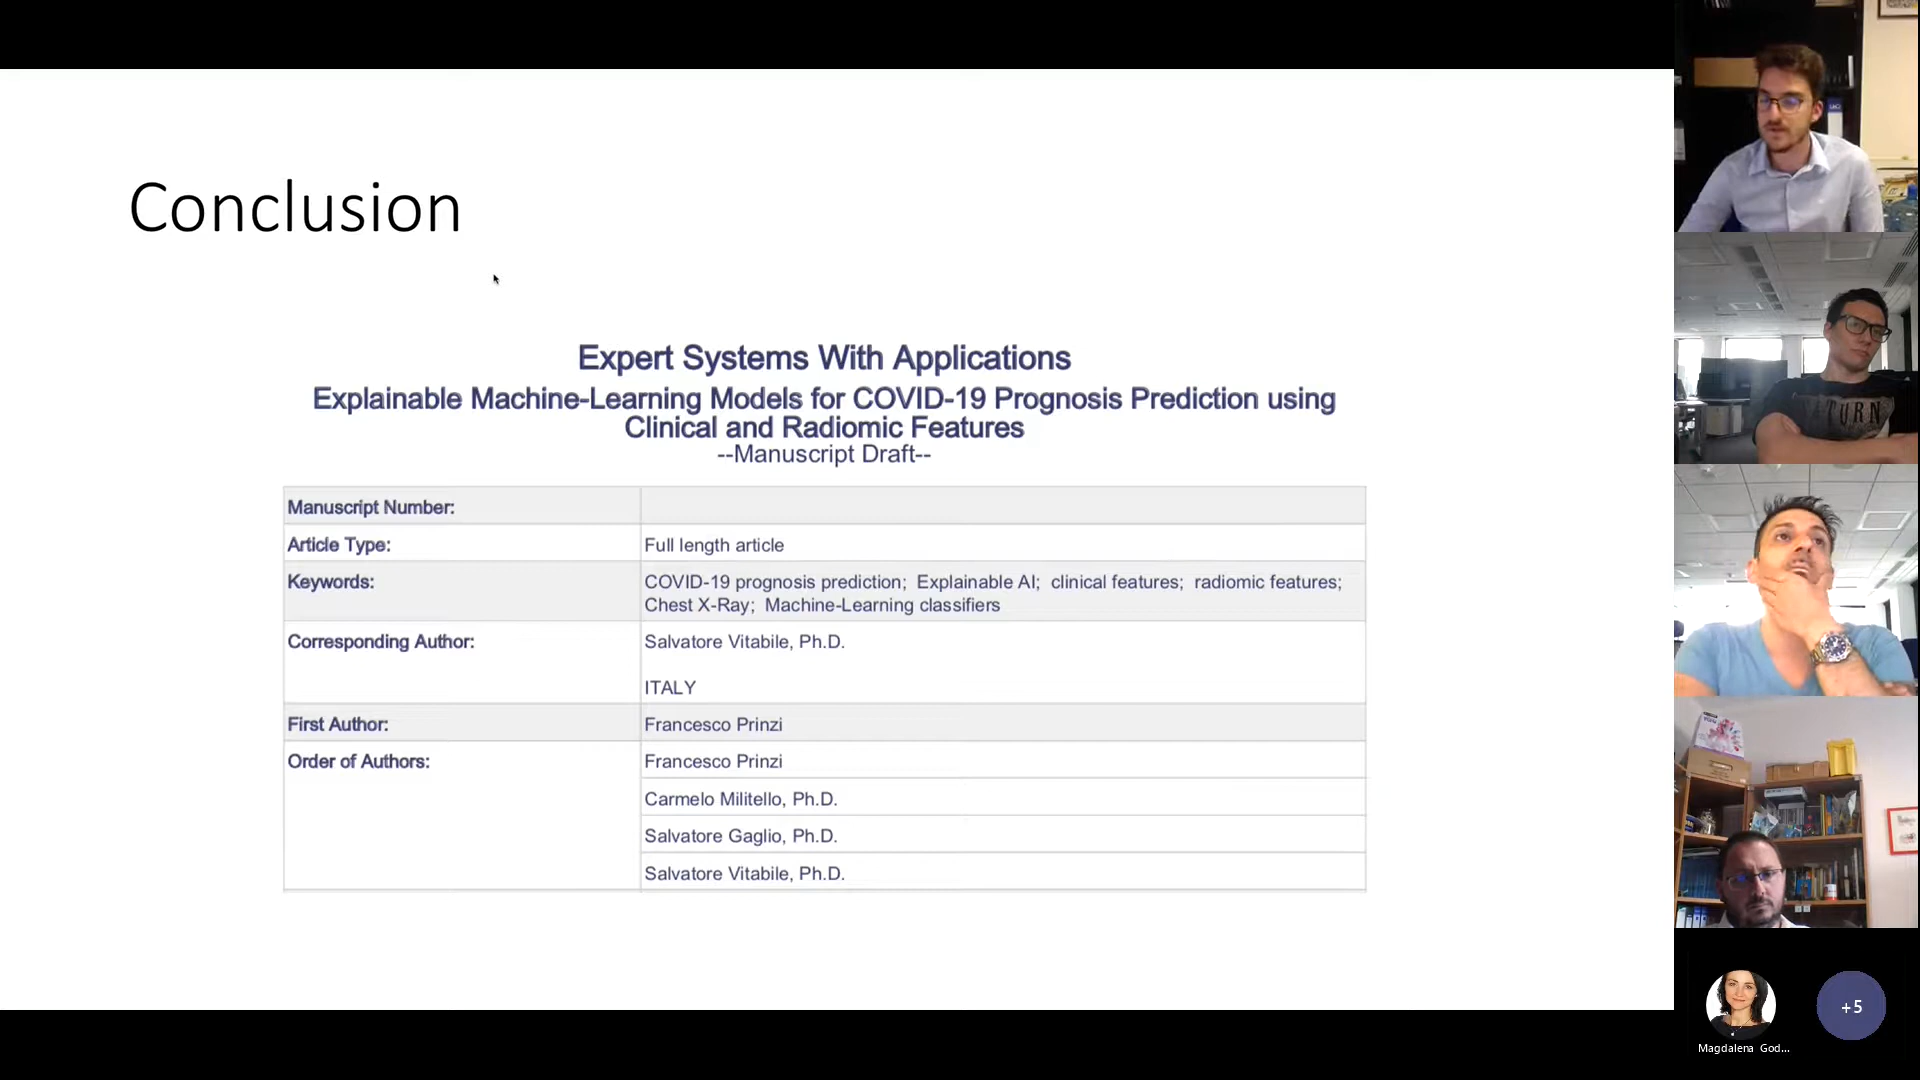 Conclusion
Expert Systems With Applications
Explainable Machine-Learning Models for COVID-19 Prognosis Prediction using
Clinical and Radiomic Features
--Manuscript Draft--
Manuscript Number:
Article Type: Full length article
Keywords: COVID-19 prognosis prediction; Explainable AI; clinical features; radiomic features;
Chest X-Ray; Machine-Learning classifiers
Corresponding Author: Salvatore Vitabile, Ph.D.
ITALY
First Author: Francesco Prinzi
Order of Authors: Francesco Prinzi
Carmelo Militello, Ph.D.
Salvatore Gaglio, Ph.D.
Salvatore Vitabile, Ph.D.
Magdalena God...
+5